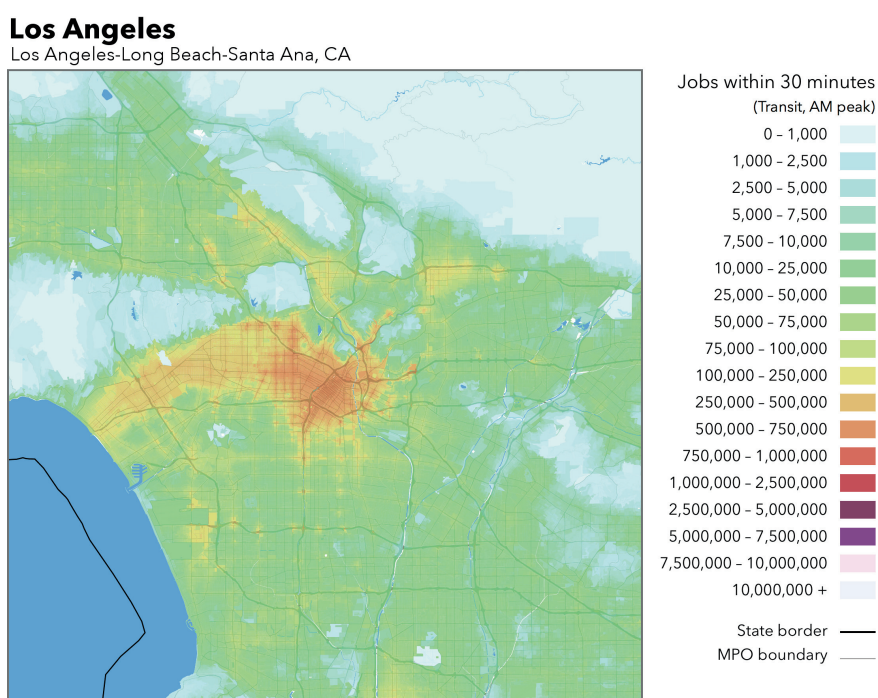 Los Angeles
Los Angeles-Long Beach-Santa Ana, CA
Jobs within 30 minutes
(Transit, AM peak)
0 – 1,000
1,000 – 2,500
2,500 – 5,000
5,000 – 7,500
7,500 – 10,000
10,000 – 25,000
25,000 – 50,000
50,000 – 75,000
75,000 – 100,000
100,000 – 250,000
250,000 – 500,000
500,000 – 750,000
750,000 – 1,000,000
1,000,000 – 2,500,000
2,500,000 – 5,000,000
5,000,000 – 7,500,000
7,500,000 – 10,000,000
10,000,000 +
State border
MPO boundary